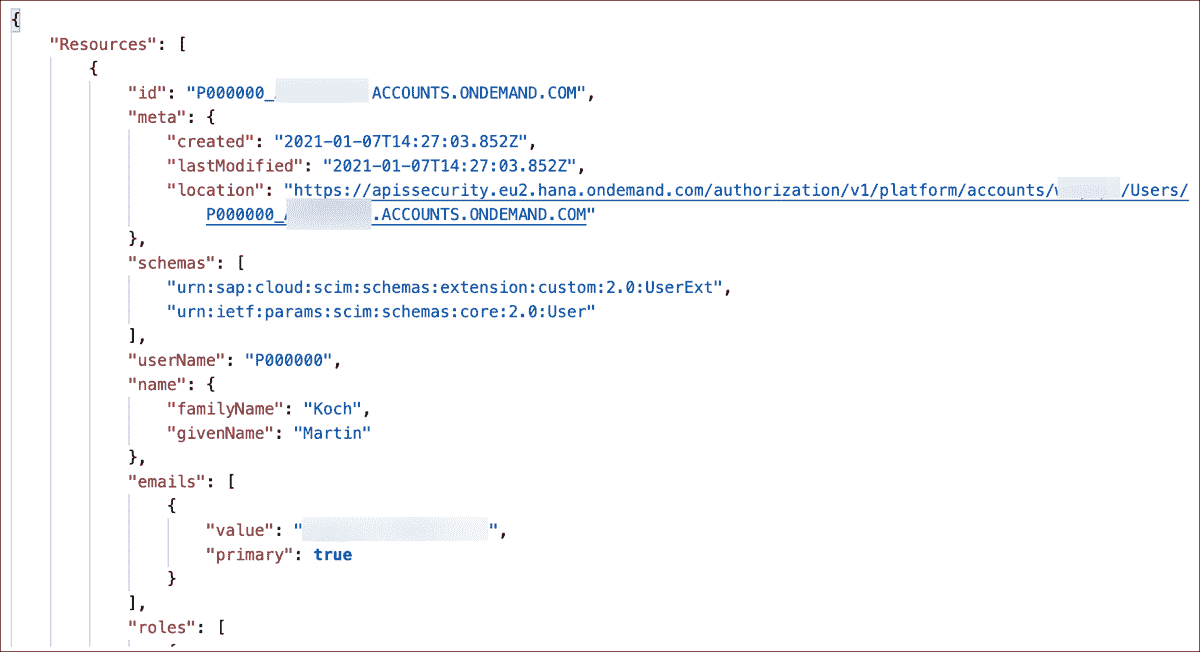 {
"Resources": [
{
"id": "P000000_ ACCOUNTS.ONDEMAND.COM",
"meta": {
"created": "2021-01-07T14:27:03.852Z",
"lastModified": "2021-01-07T14:27:03.852Z",
"location": "https://apissecurity.eu2.hana.ondemand.com/authorization/v1/platform/accounts/ /Users/
P000000_ .ACCOUNTS.ONDEMAND.COM"
},
"schemas": [
"urn:sap:cloud:scim:schemas:extension:custom:2.0:UserExt",
"urn:ietf:params:scim:schemas:core:2.0:User"
],
"userName": "P000000",
"name": {
"familyName": "Koch",
"givenName": "Martin"
},
"emails": [
{
"value": " ",
"primary": true
}
],
"roles": [